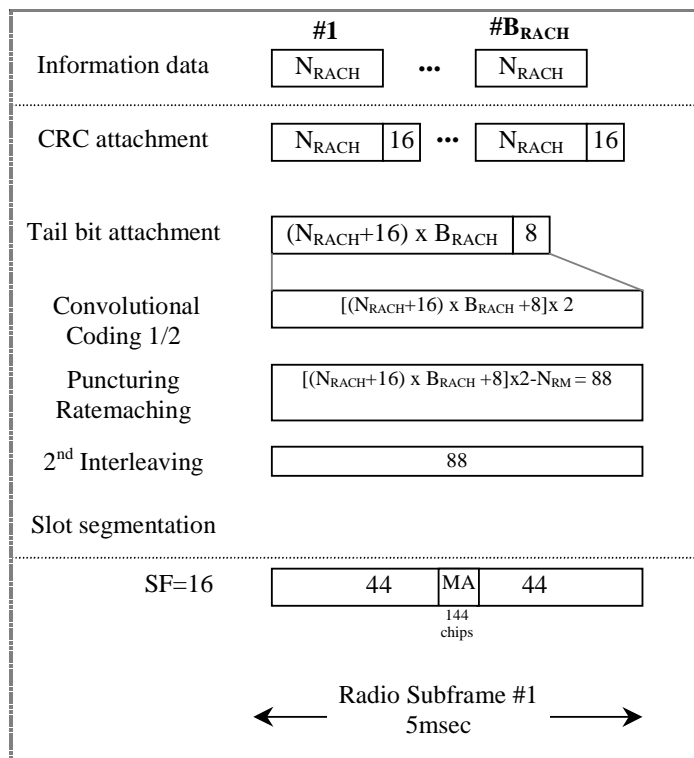 #1 #B_RACH
Information data N_RACH ... N_RACH
CRC attachment N_RACH 16 ... N_RACH 16
Tail bit attachment (N_RACH+16) x B_RACH 8
Convolutional
Coding 1/2
[(N_RACH+16) x B_RACH +8]x 2
Puncturing
Ratemaching
[(N_RACH+16) x B_RACH +8]x2-N_RM = 88
2nd Interleaving 88
Slot segmentation
SF=16 44 MA 44
144
chips
Radio Subframe #1
5msec